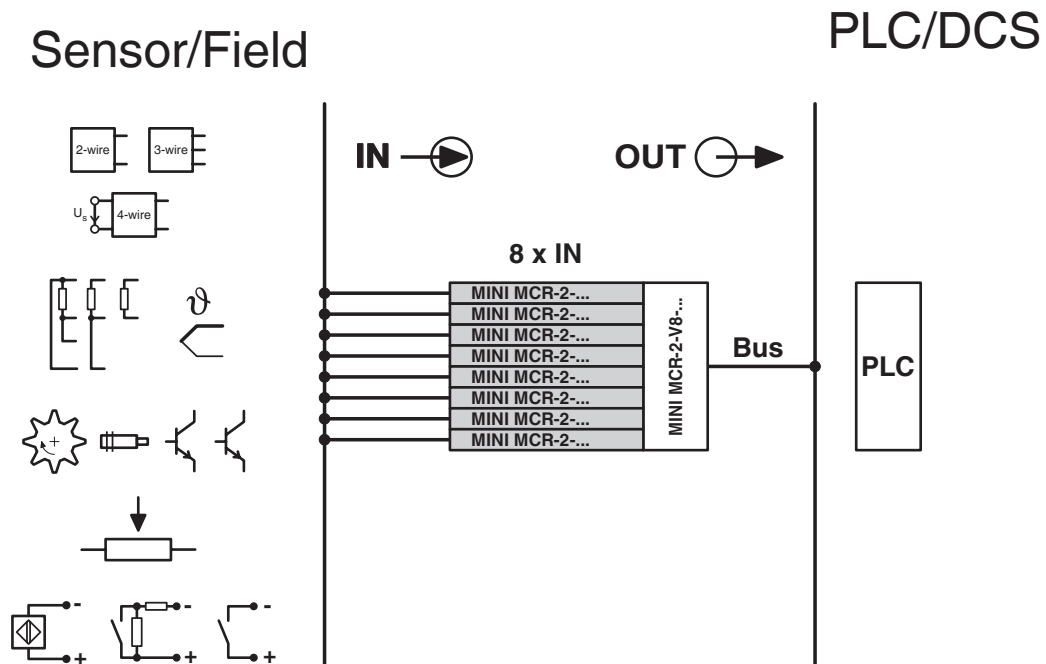 Sensor/Field
PLC/DCS
2-wire
3-wire
IN
OUT
Us
4-wire
8 x IN
ϑ
MINI MCR-2-...
MINI MCR-2-...
MINI MCR-2-...
MINI MCR-2-...
MINI MCR-2-...
MINI MCR-2-...
MINI MCR-2-...
MINI MCR-2-...
MINI MCR-2-V8-...
Bus
PLC
+
-
-
-
+
+
+